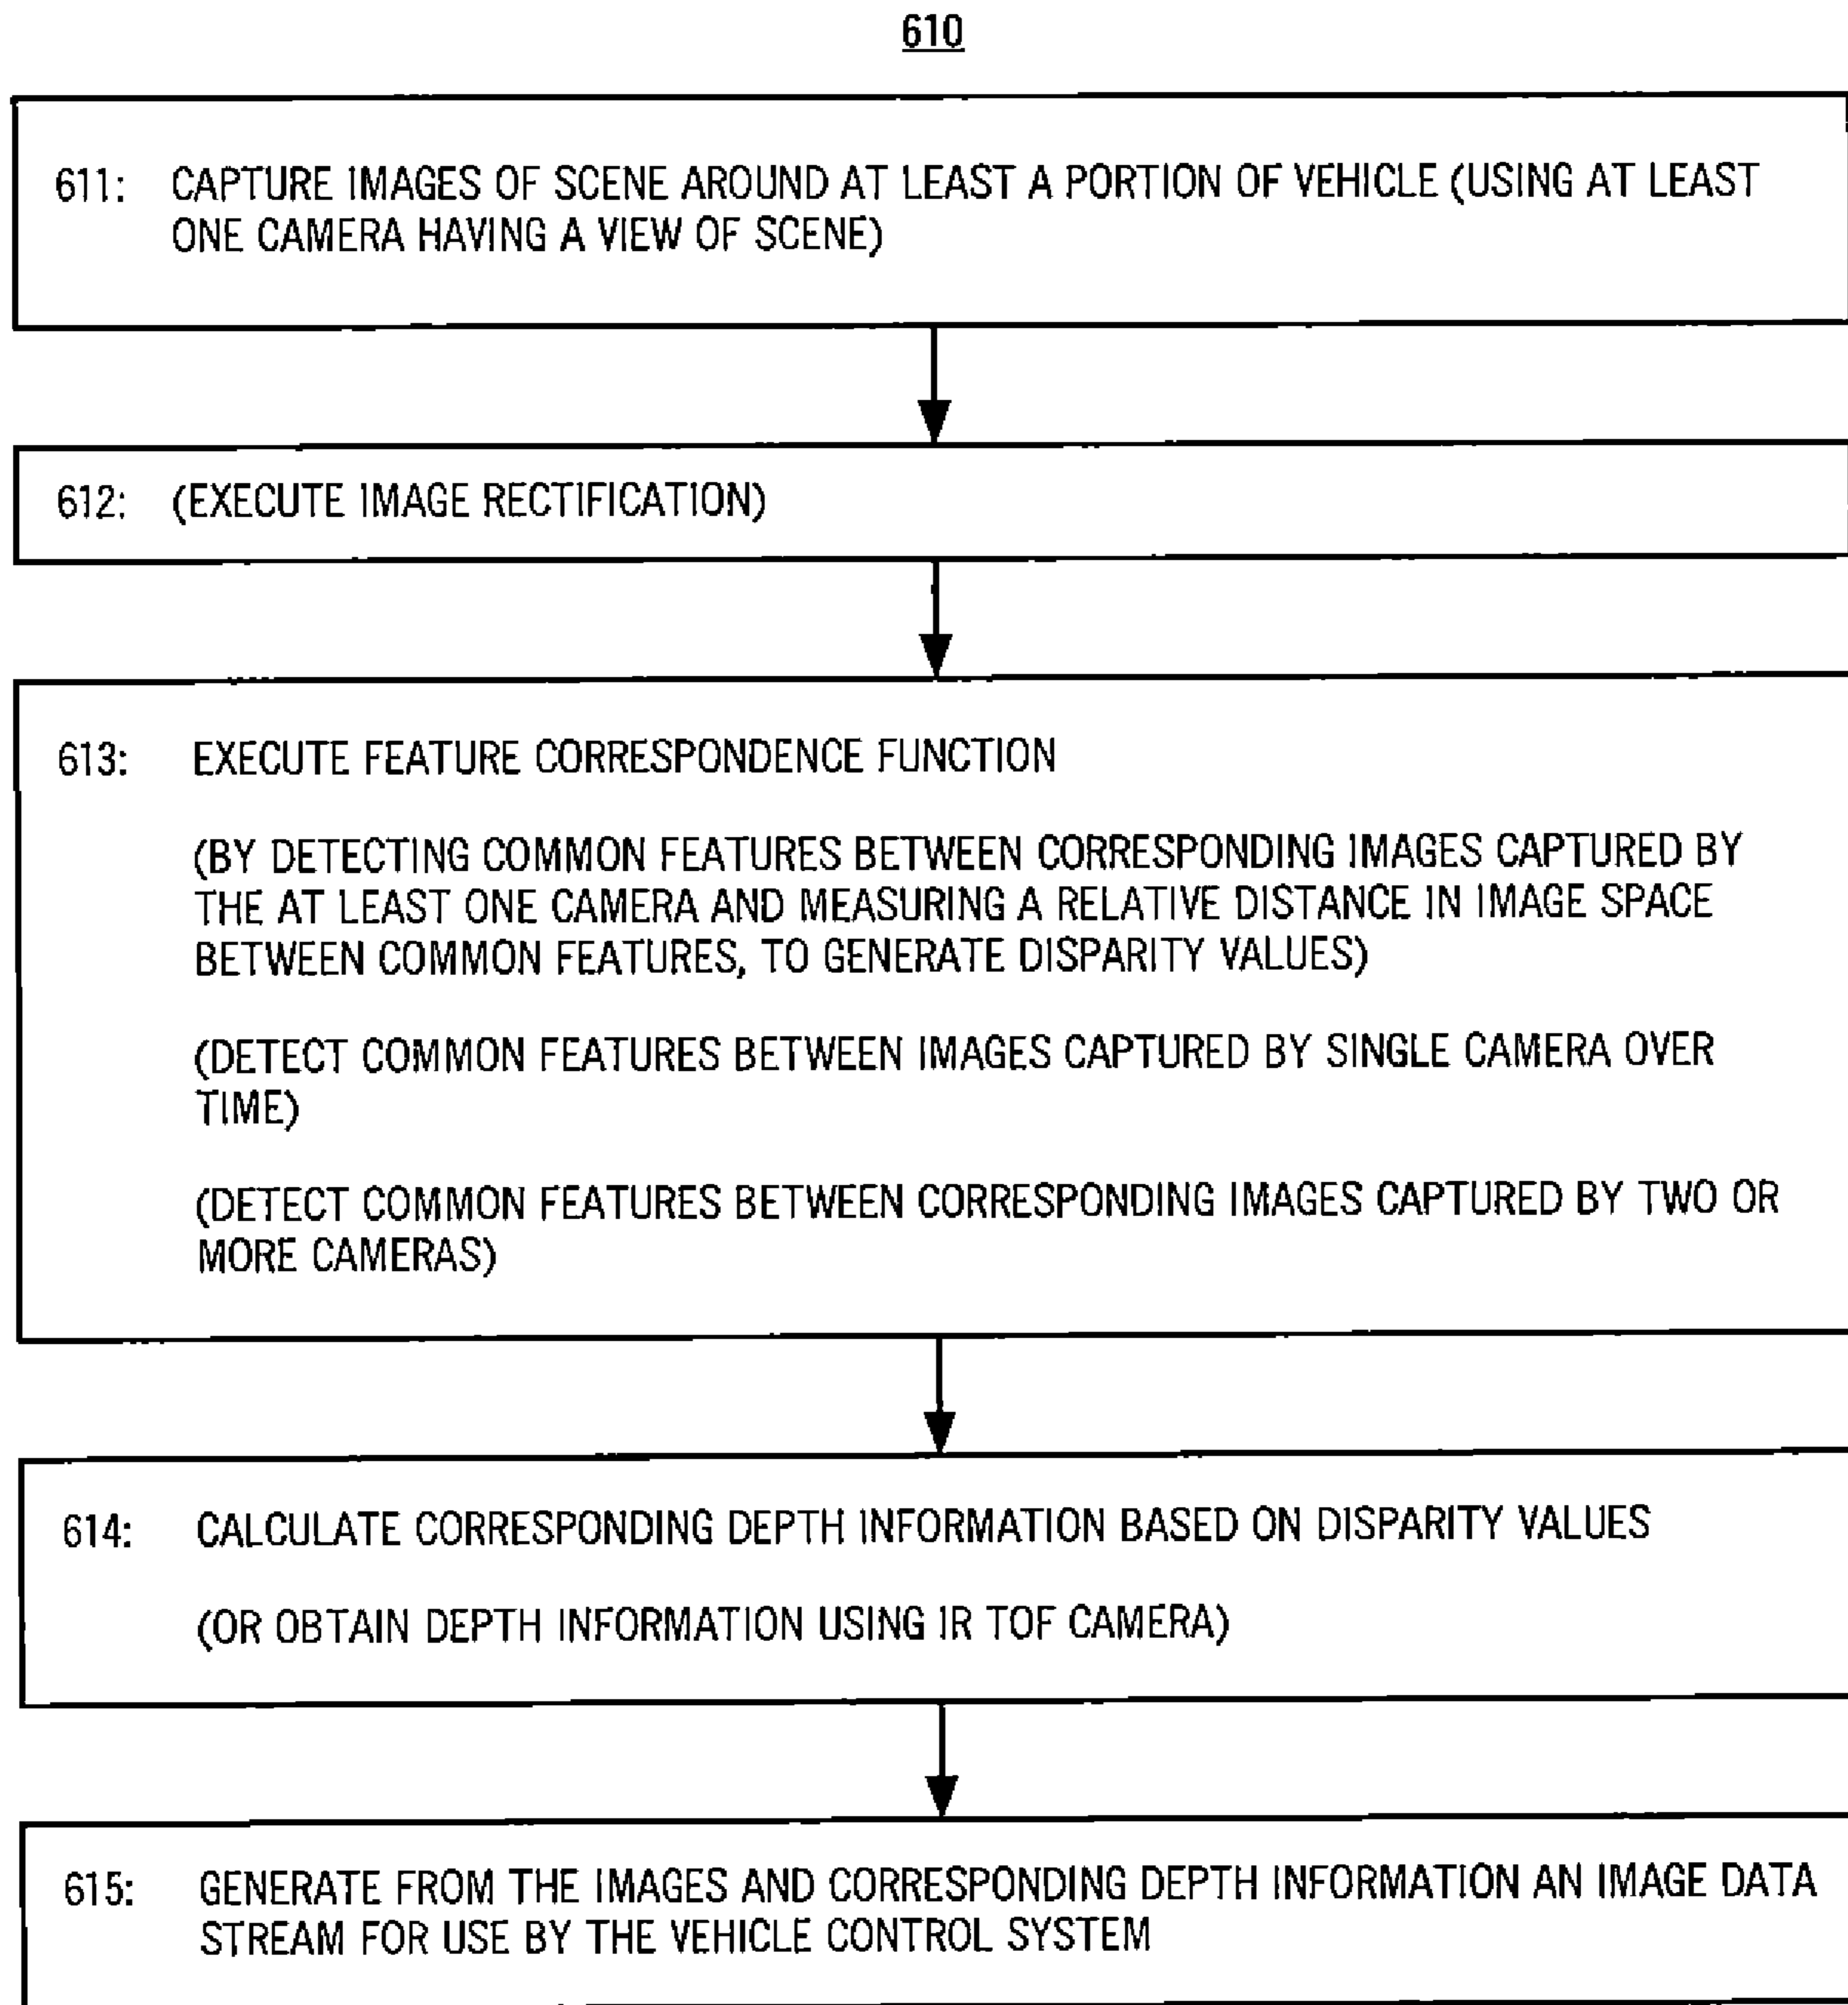 610
611: CAPTURE IMAGES OF SCENE AROUND AT LEAST A PORTION OF VEHICLE (USING AT LEAST
ONE CAMERA HAVING A VIEW OF SCENE)
612: (EXECUTE IMAGE RECTIFICATION)
613: EXECUTE FEATURE CORRESPONDENCE FUNCTION
(BY DETECTING COMMON FEATURES BETWEEN CORRESPONDING IMAGES CAPTURED BY
THE AT LEAST ONE CAMERA AND MEASURING A RELATIVE DISTANCE IN IMAGE SPACE
BETWEEN COMMON FEATURES, TO GENERATE DISPARITY VALUES)
(DETECT COMMON FEATURES BETWEEN IMAGES CAPTURED BY SINGLE CAMERA OVER
TIME)
(DETECT COMMON FEATURES BETWEEN CORRESPONDING IMAGES CAPTURED BY TWO OR
MORE CAMERAS)
614: CALCULATE CORRESPONDING DEPTH INFORMATION BASED ON DISPARITY VALUES
(OR OBTAIN DEPTH INFORMATION USING IR TOF CAMERA)
615: GENERATE FROM THE IMAGES AND CORRESPONDING DEPTH INFORMATION AN IMAGE DATA
STREAM FOR USE BY THE VEHICLE CONTROL SYSTEM